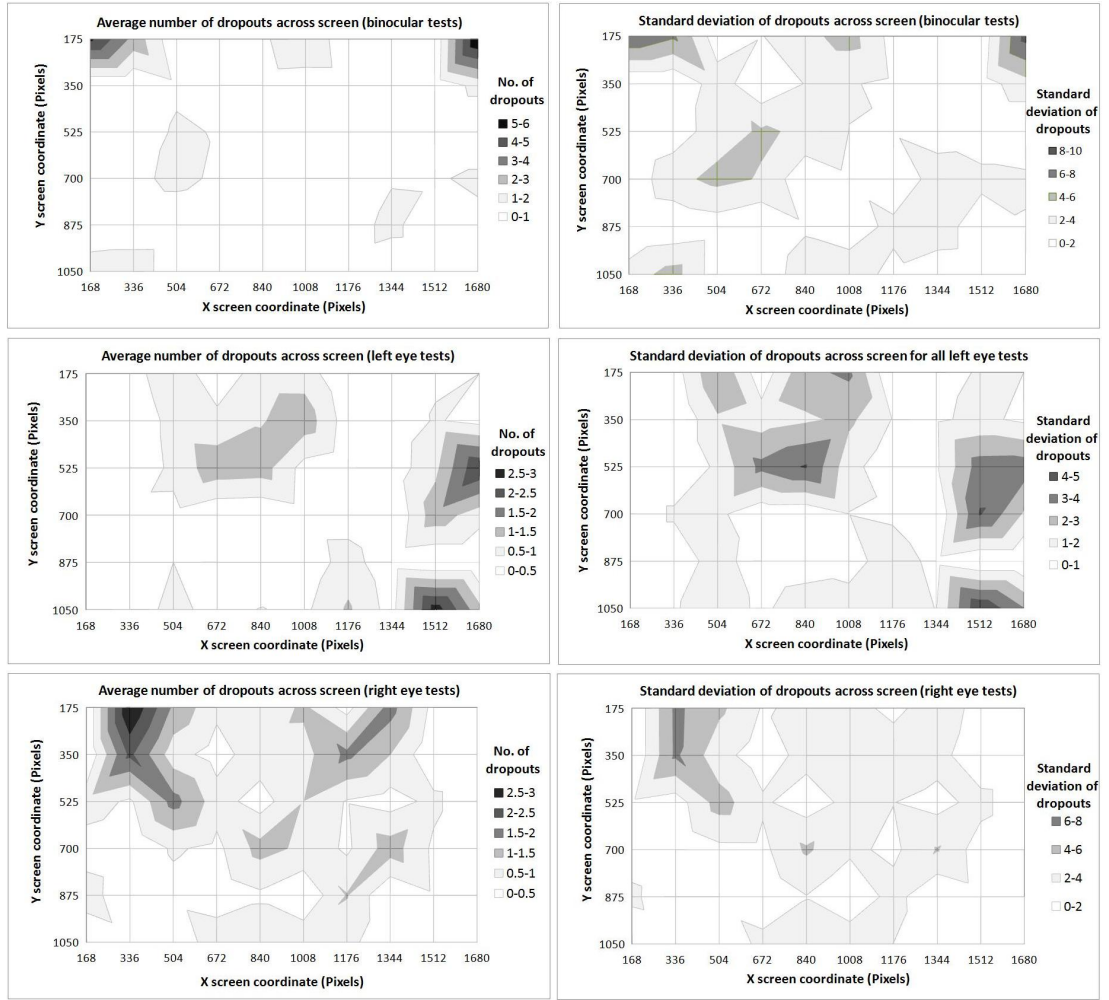 Average number of dropouts across screen (binocular tests)
175
350
525
700
875
1050
Y screen coordinate (Pixels)
168 336 504 672 840 1008 1176 1344 1512 1680
X screen coordinate (Pixels)
No. of
dropouts
5-6
4-5
3-4
2-3
1-2
0-1
Standard deviation of dropouts across screen (binocular tests)
175
350
525
700
875
1050
Y screen coordinate (Pixels)
168 336 504 672 840 1008 1176 1344 1512 1680
X screen coordinate (Pixels)
Standard
deviation of
dropouts
8-10
6-8
4-6
2-4
0-2
Average number of dropouts across screen (left eye tests)
175
350
525
700
875
1050
Y screen coordinate (Pixels)
168 336 504 672 840 1008 1176 1344 1512 1680
X screen coordinate (Pixels)
No. of
dropouts
2.5-3
2-2.5
1.5-2
1-1.5
0.5-1
0-0.5
Standard deviation of dropouts across screen for all left eye tests
175
350
525
700
875
1050
Y screen coordinate (Pixels)
168 336 504 672 840 1008 1176 1344 1512 1680
X screen coordinate (Pixels)
Standard
deviation of
dropouts
4-5
3-4
2-3
1-2
0-1
Average number of dropouts across screen (right eye tests)
175
350
525
700
875
1050
Y screen coordinate (Pixels)
168 336 504 672 840 1008 1176 1344 1512 1680
X screen coordinate (Pixels)
No. of
dropouts
2.5-3
2-2.5
1.5-2
1-1.5
0.5-1
0-0.5
Standard deviation of dropouts across screen (right eye tests)
175
350
525
700
875
1050
Y screen coordinate (Pixels)
168 336 504 672 840 1008 1176 1344 1512 1680
X screen coordinate (Pixels)
Standard
deviation of
dropouts
6-8
4-6
2-4
0-2